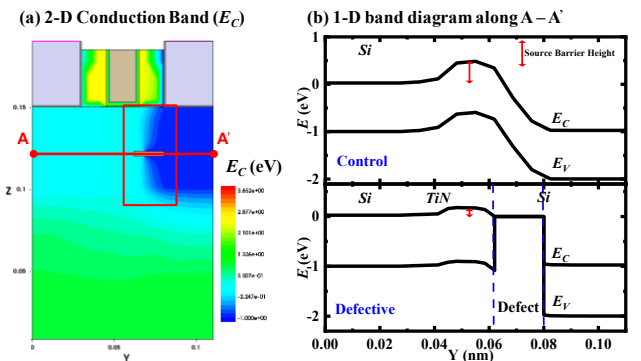 (a) 2-D Conduction Band (E_C)
0.15
A
A'
E_C (eV)
Z
0.1
3.652e+00
2.894e+00
2.136e+00
1.336e+00
5.507e-01
-2.247e-01
-1.000e+00
0.05
0
0.05
0.1
Y
(b) 1-D band diagram along A – A'
1
Si
Source Barrier Height
0
E (eV)
E_C
-1
Control
E_V
-2
Si
TiN
Si
0
E (eV)
E_C
-1
Defect
E_V
Defective
-2
0.00
0.02
0.04
0.06
0.08
0.10
Y (nm)